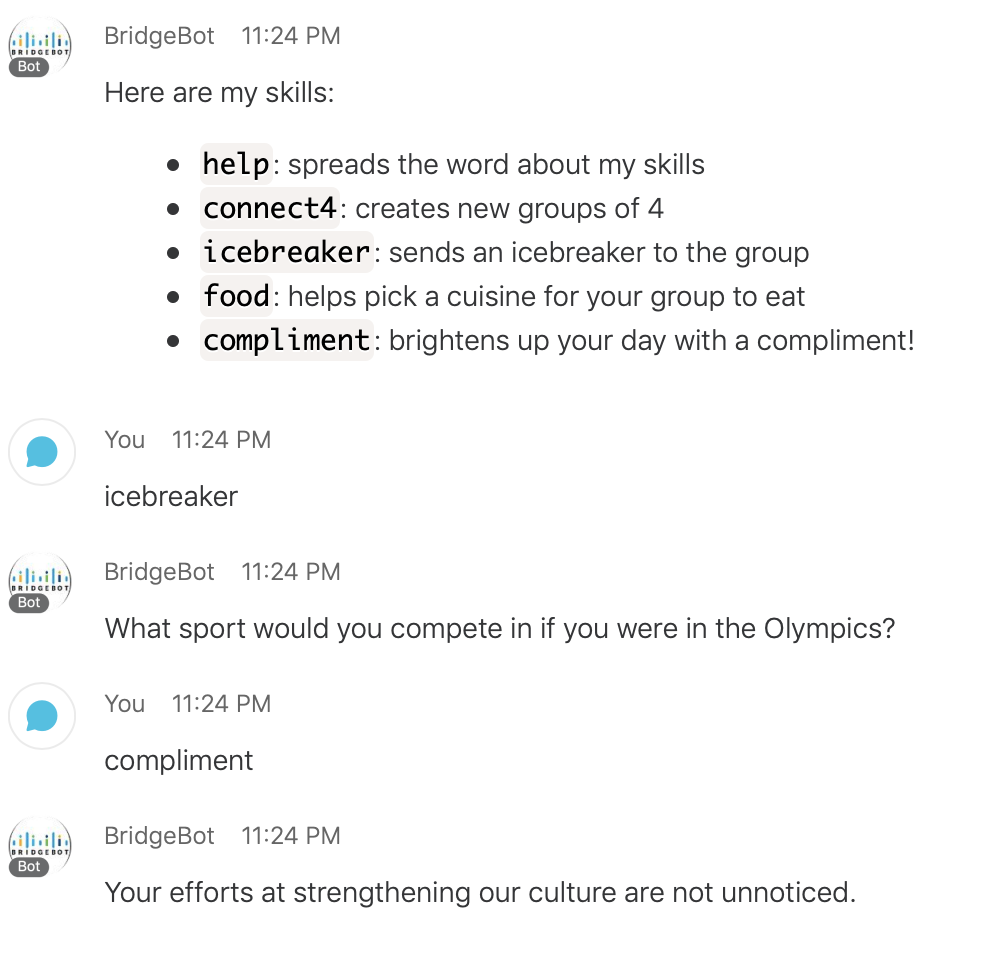 BridgeBot 11:24 PM
BRIDGEBOT
Bot
Here are my skills:
• help: spreads the word about my skills
• connect4: creates new groups of 4
• icebreaker: sends an icebreaker to the group
• food: helps pick a cuisine for your group to eat
• compliment: brightens up your day with a compliment!
You 11:24 PM
icebreaker
BridgeBot 11:24 PM
BRIDGEBOT
Bot
What sport would you compete in if you were in the Olympics?
You 11:24 PM
compliment
BridgeBot 11:24 PM
BRIDGEBOT
Bot
Your efforts at strengthening our culture are not unnoticed.